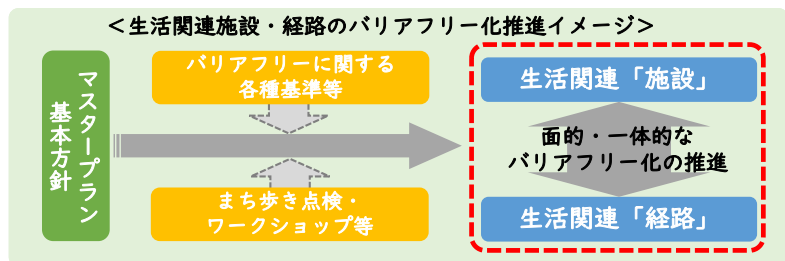 ＜生活関連施設・経路のバリアフリー化推進イメージ＞
マスタープラン
基本方針
バリアフリーに関する
各種基準等
まち歩き点検・
ワークショップ等
生活関連「施設」
面的・一体的な
バリアフリー化の推進
生活関連「経路」